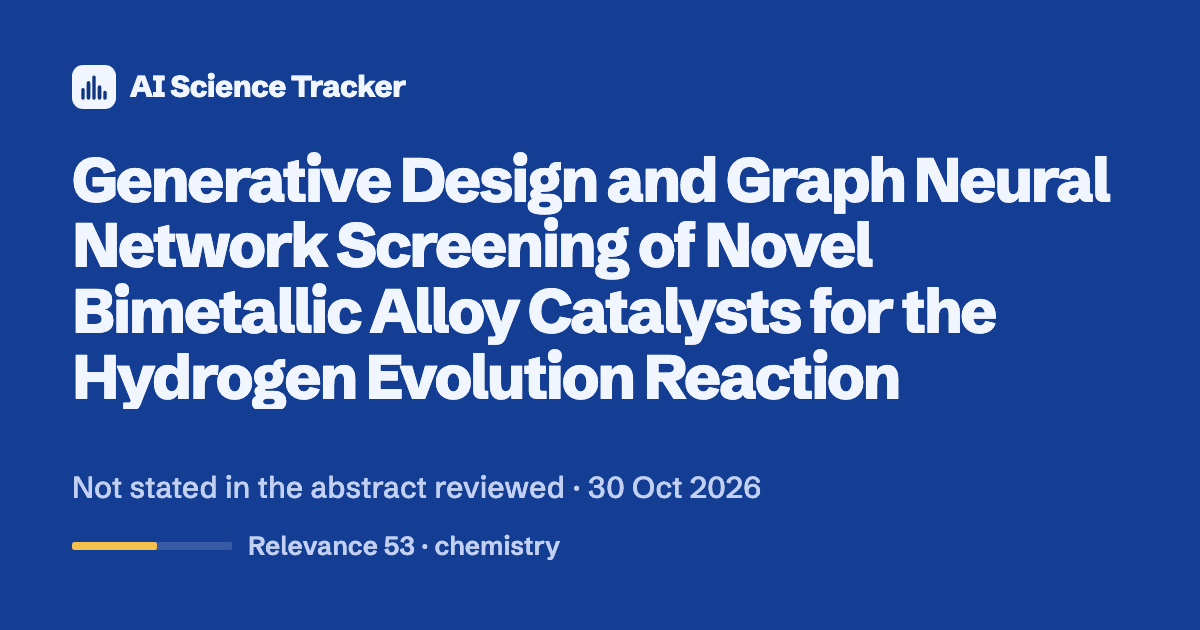 AI Science Tracker
Generative Design and Graph Neural
Network Screening of Novel
Bimetallic Alloy Catalysts for the
Hydrogen Evolution Reaction
Not stated in the abstract reviewed · 30 Oct 2026
Relevance 53 · chemistry